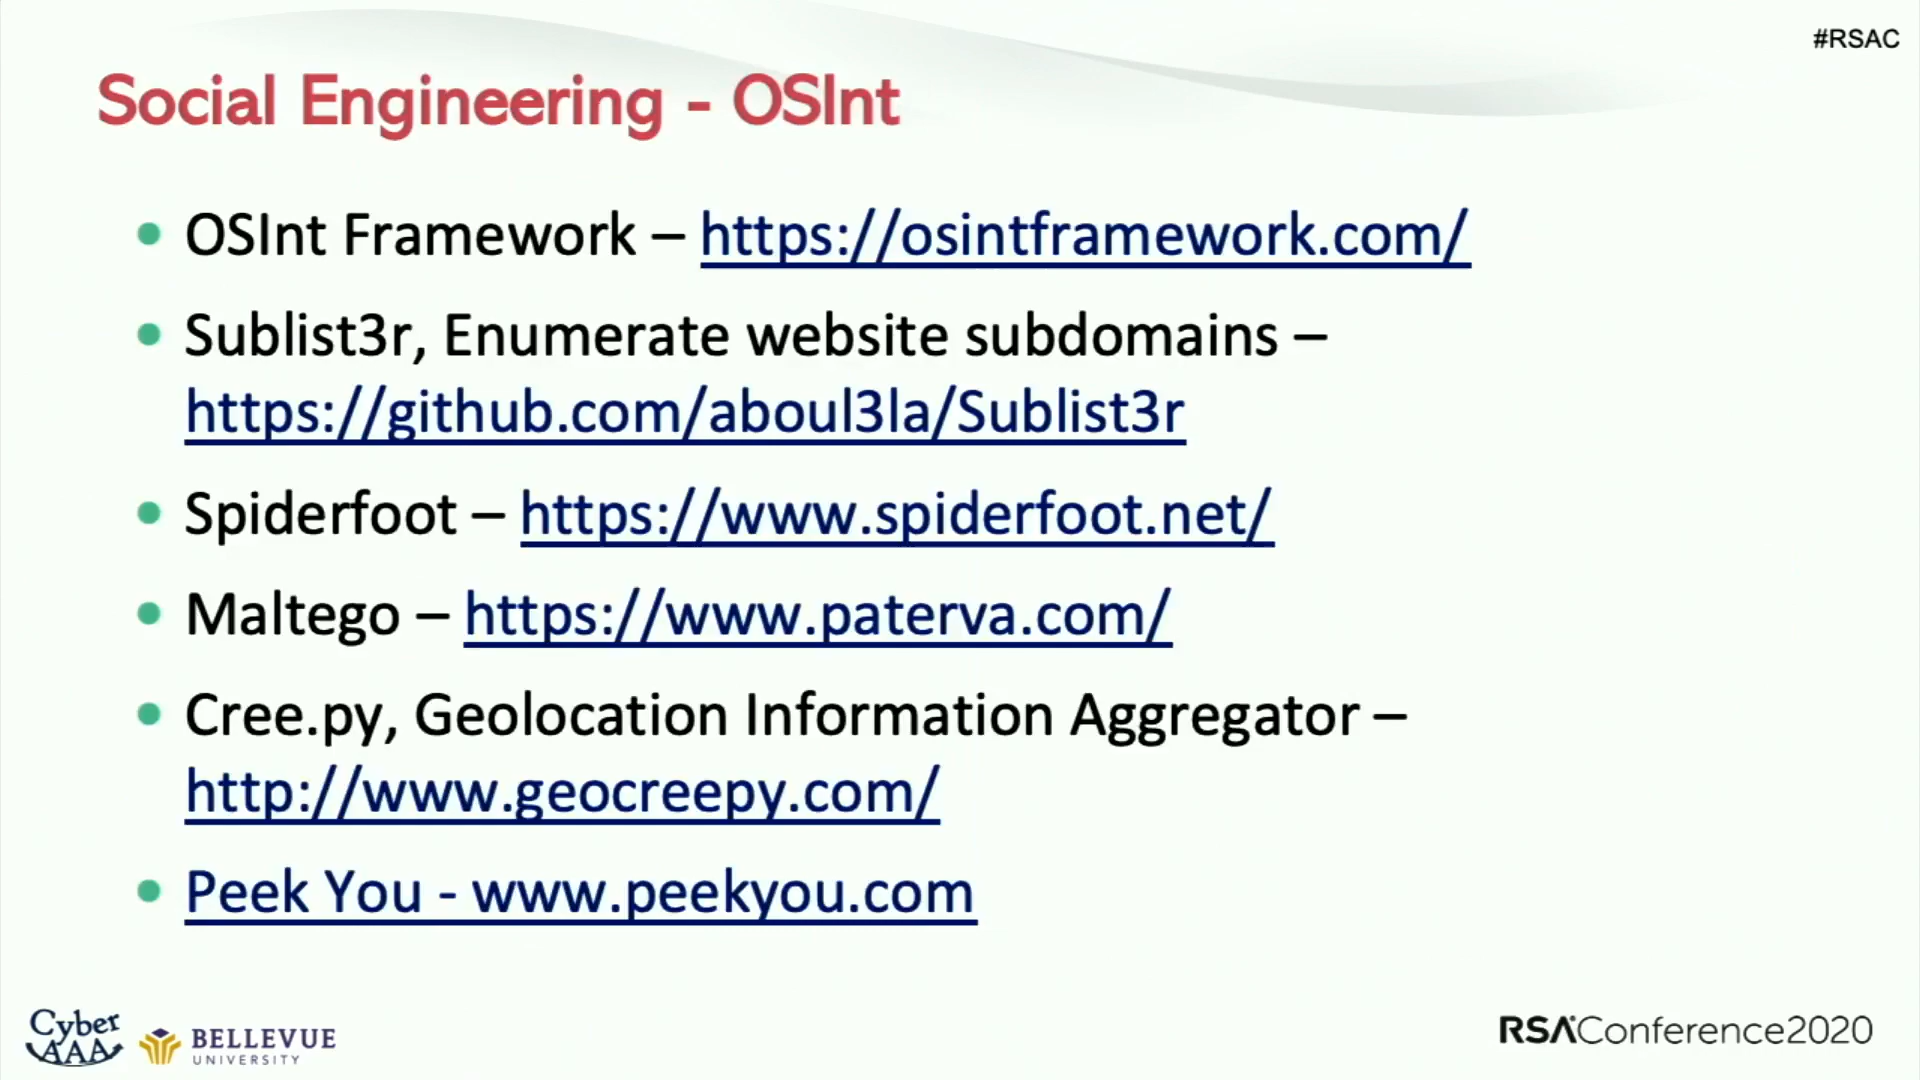 #RSAC
Social Engineering - OSInt
OSInt Framework – https://osintframework.com/
Sublist3r, Enumerate website subdomains –
https://github.com/aboul3la/Sublist3r
Spiderfoot – https://www.spiderfoot.net/
Maltego – https://www.paterva.com/
Cree.py, Geolocation Information Aggregator –
http://www.geocreepy.com/
Peek You - www.peekyou.com
Cyber
AAA
BELLEVUE
UNIVERSITY
RSAConference2020